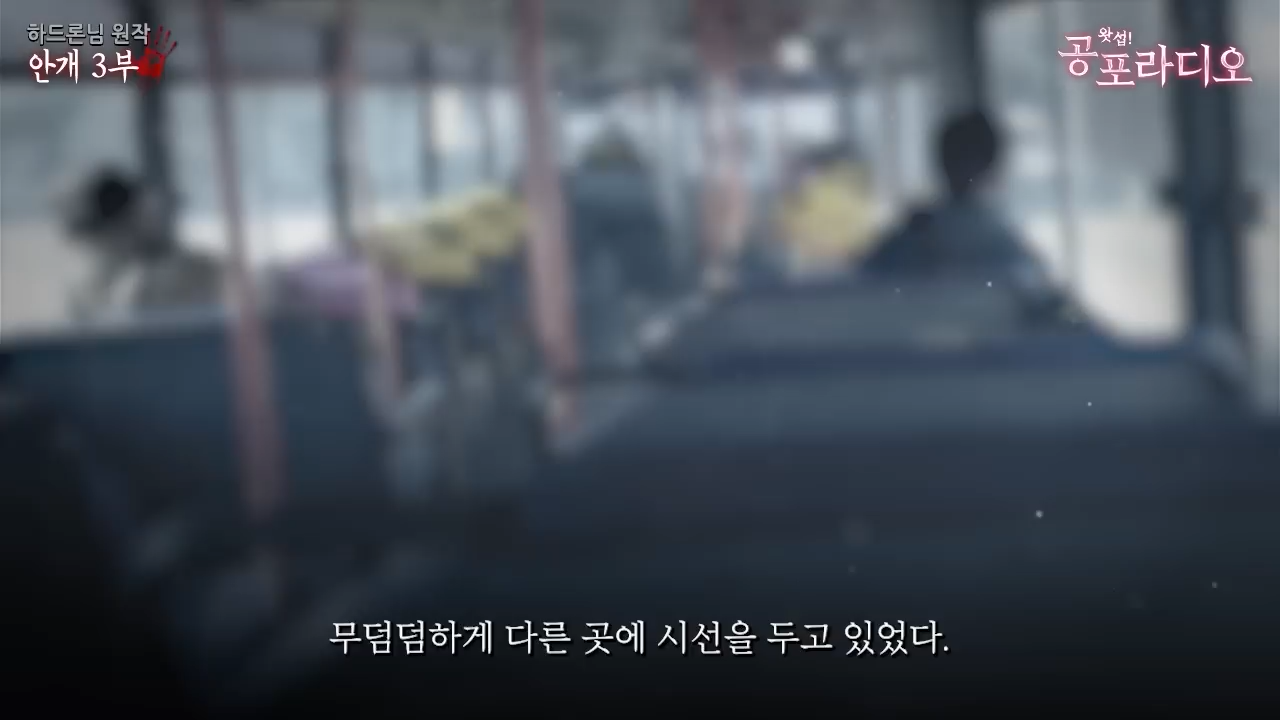 하드론님 원작
안개 3부
왓섭!
공포라디오
무덤덤하게 다른 곳에 시선을 두고 있었다.